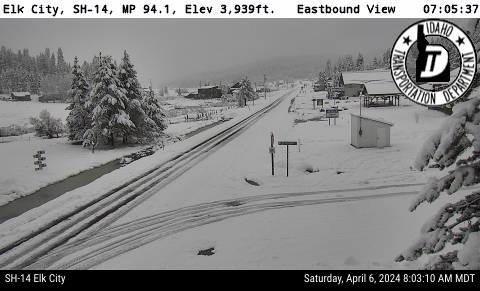 Elk City, SH-14, MP 94.1, Elev 3,939ft.   Eastbound View   07:05:37
IDAHO
TRANSPORTATION DEPARTMENT
SH-14 Elk City   Saturday, April 6, 2024 8:03:10 AM MDT